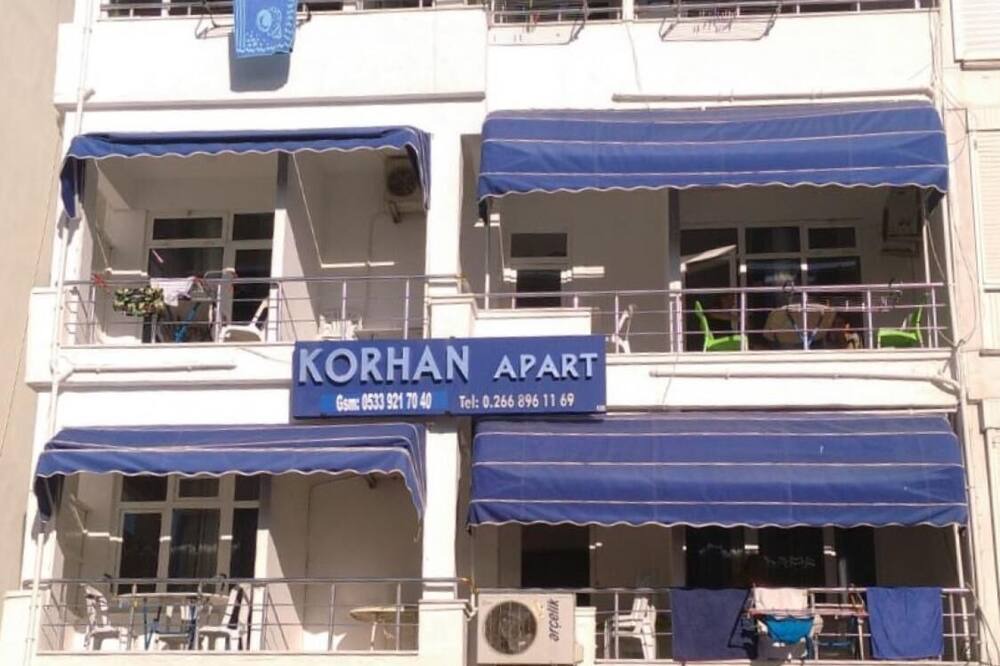 KORHAN APART
Gsm: 0533 921 70 40 Tel: 0.266 896 11 69
arçelik